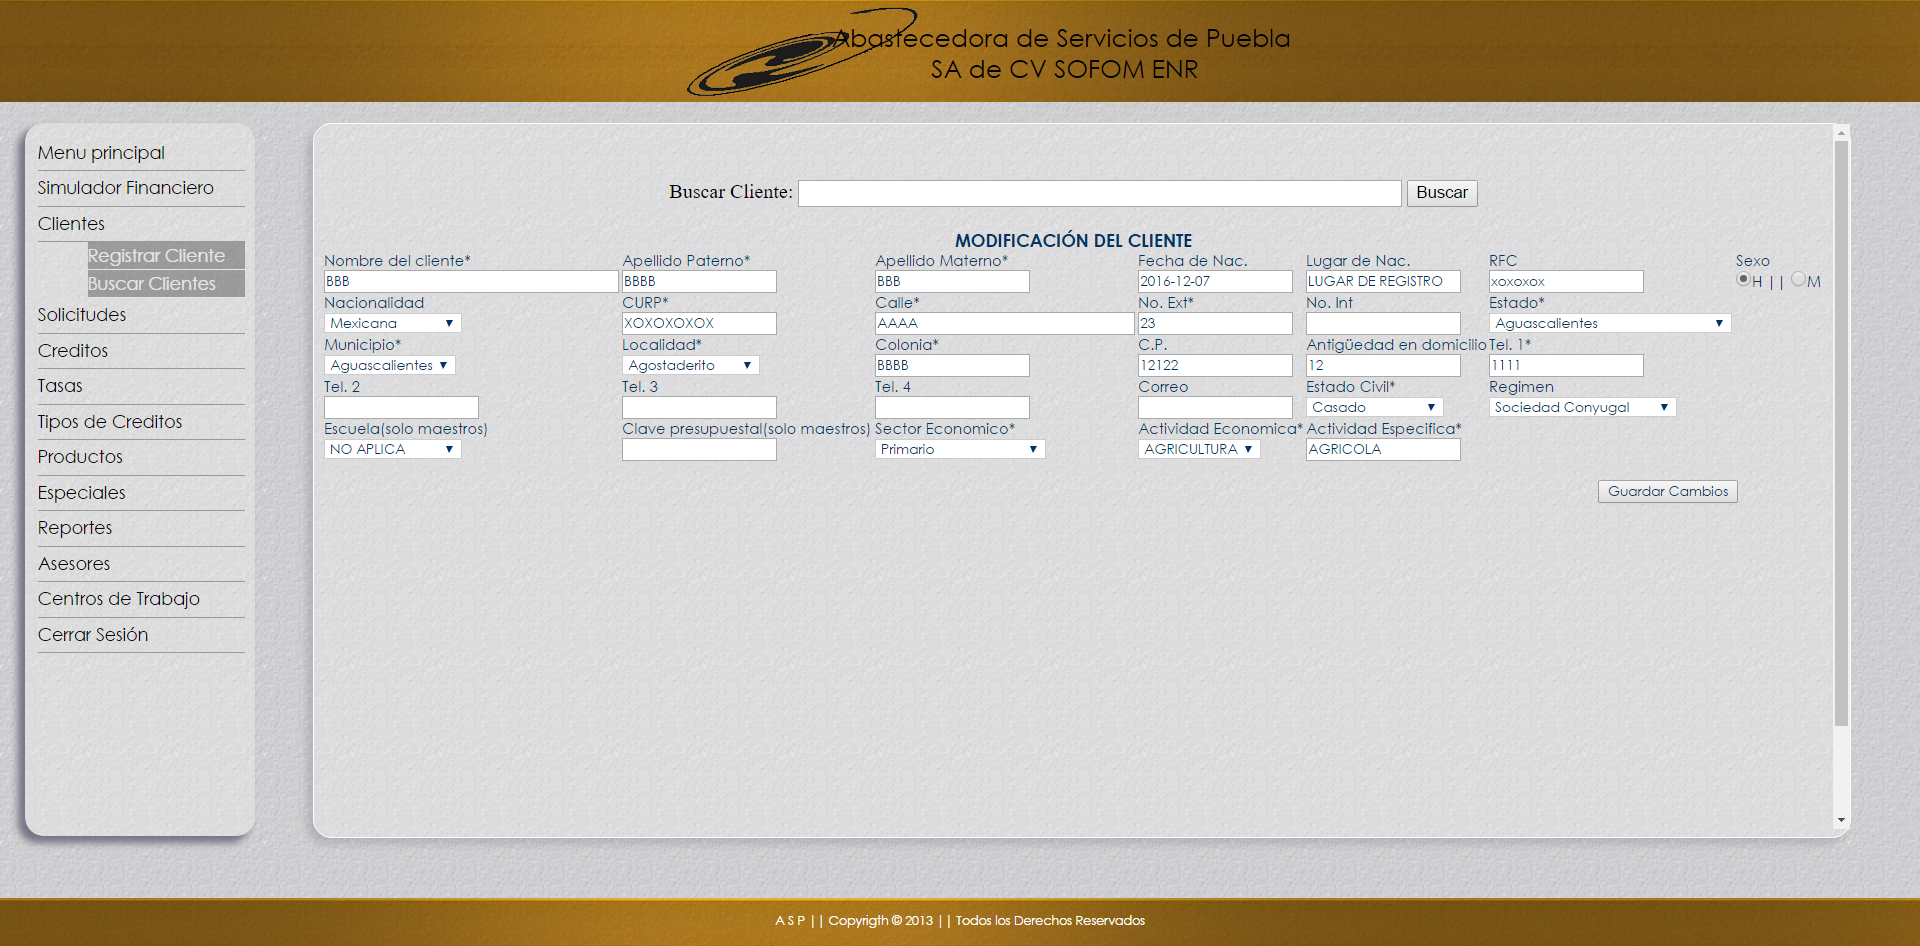 Abastecedora de Servicios de Puebla
SA de CV SOFOM ENR
Menu principal
Simulador Financiero
Clientes
Registrar Cliente
Buscar Clientes
Solicitudes
Creditos
Tasas
Tipos de Creditos
Productos
Especiales
Reportes
Asesores
Centros de Trabajo
Cerrar Sesión
Buscar Cliente: Buscar
MODIFICACIÓN DEL CLIENTE
Nombre del cliente* Apellido Paterno* Apellido Materno* Fecha de Nac. Lugar de Nac. RFC Sexo
BBB BBBB BBB 2016-12-07 LUGAR DE REGISTRO xoxoxox H || M
Nacionalidad CURP* Calle* No. Ext* No. Int Estado*
Mexicana XOXOXOXOX AAAA 23 Aguascalientes
Municipio* Localidad* Colonia* C.P. Antigüedad en domicilio Tel. 1*
Aguascalientes Agostaderito BBBB 12122 12 1111
Tel. 2 Tel. 3 Tel. 4 Correo Estado Civil* Regimen
Casado Sociedad Conyugal
Escuela(solo maestros) Clave presupuestal(solo maestros) Sector Economico* Actividad Economica* Actividad Especifica*
NO APLICA Primario AGRICULTURA AGRICOLA
Guardar Cambios
A S P || Copyrigth © 2013 || Todos los Derechos Reservados